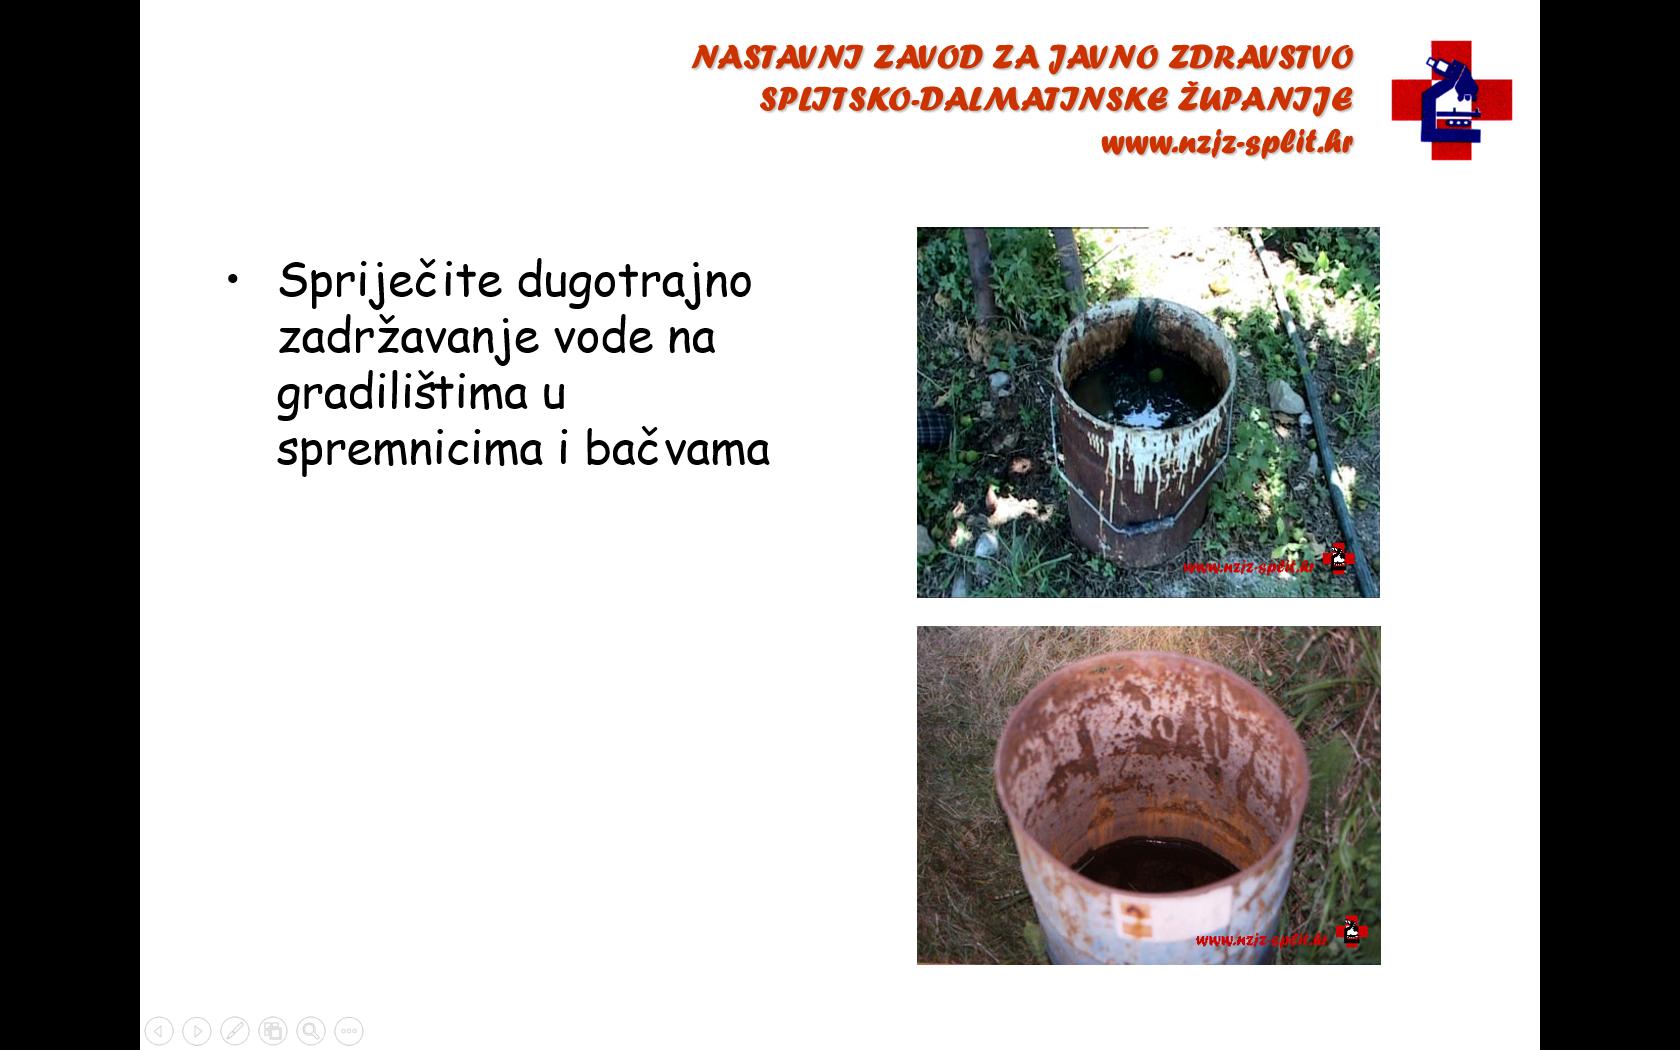 NASTAVNI ZAVOD ZA JAVNO ZDRAVSTVO
SPLITSKO-DALMATINSKE ŽUPANIJE
www.nzjz-split.hr
• Spriječite dugotrajno
zadržavanje vode na
gradilištima u
spremnicima i bačvama
www.nzjz-split.hr
www.nzjz-split.hr